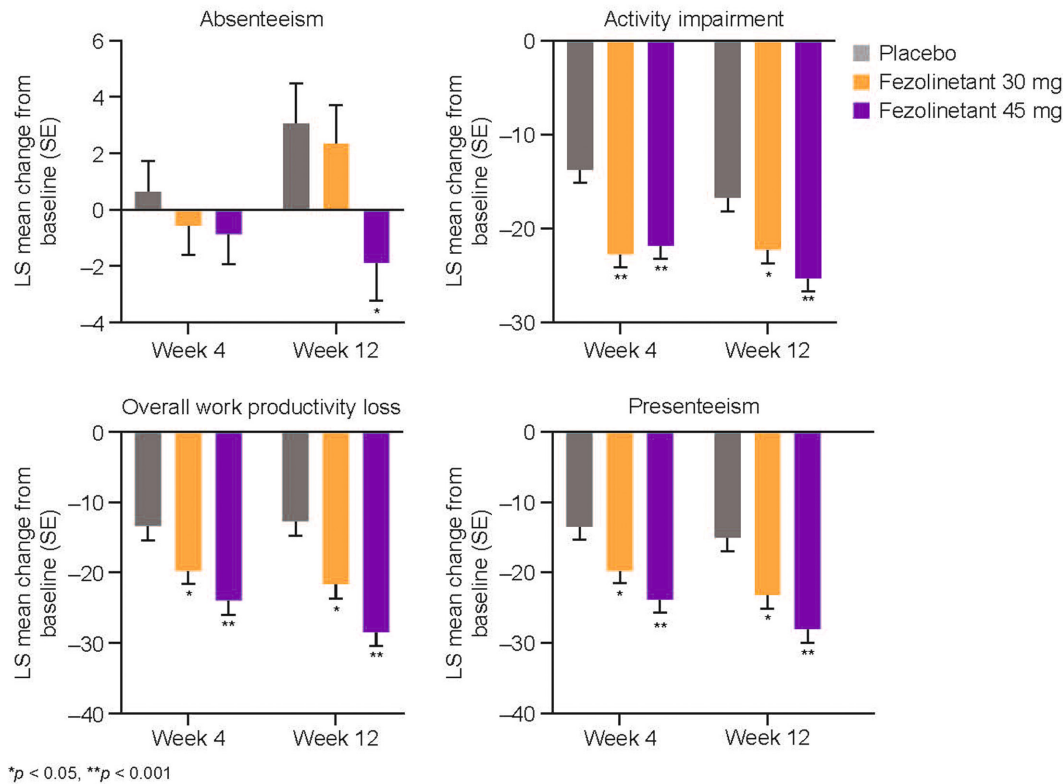 Absenteeism
LS mean change from
baseline (SE)
6
4
2
0
–2
–4
*
Week 4
Week 12
Activity impairment
LS mean change from
baseline (SE)
–0
–10
–20
–30
**
**
*
**
Week 4
Week 12
Placebo
Fezolinetant 30 mg
Fezolinetant 45 mg
Overall work productivity loss
LS mean change from
baseline (SE)
0
–10
–20
–30
–40
*
**
*
**
Week 4
Week 12
Presenteeism
LS mean change from
baseline (SE)
0
–10
–20
–30
–40
*
**
*
**
Week 4
Week 12
*p < 0.05, **p < 0.001